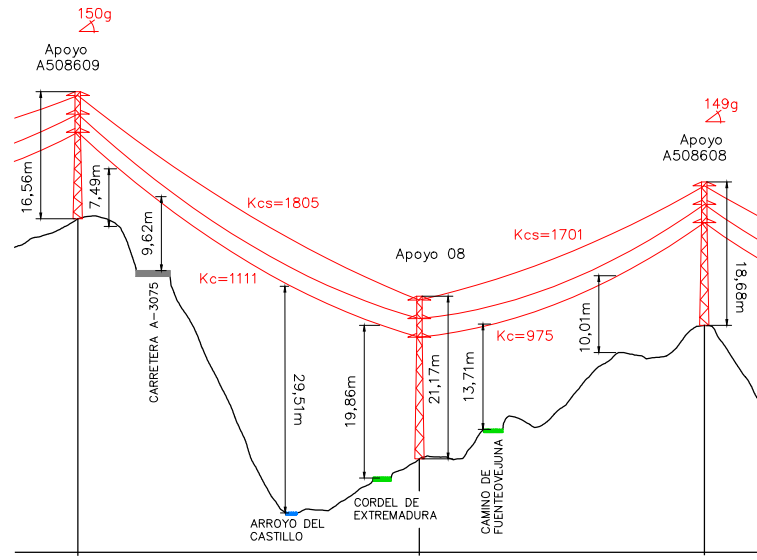 150g
Apoyo
A508609
149g
Apoyo
A508608
16,56m
7,49m
9,62m
Kcs=1805
Kcs=1701
Apoyo 08
Kc=1111
Kc=975
18,68m
10,01m
CARRETERA A-3075
29,51m
19,86m
21,17m
13,71m
ARROYO DEL
CASTILLO
CORDEL DE
EXTREMADURA
CAMINO DE
FUENTEOVEJUNA